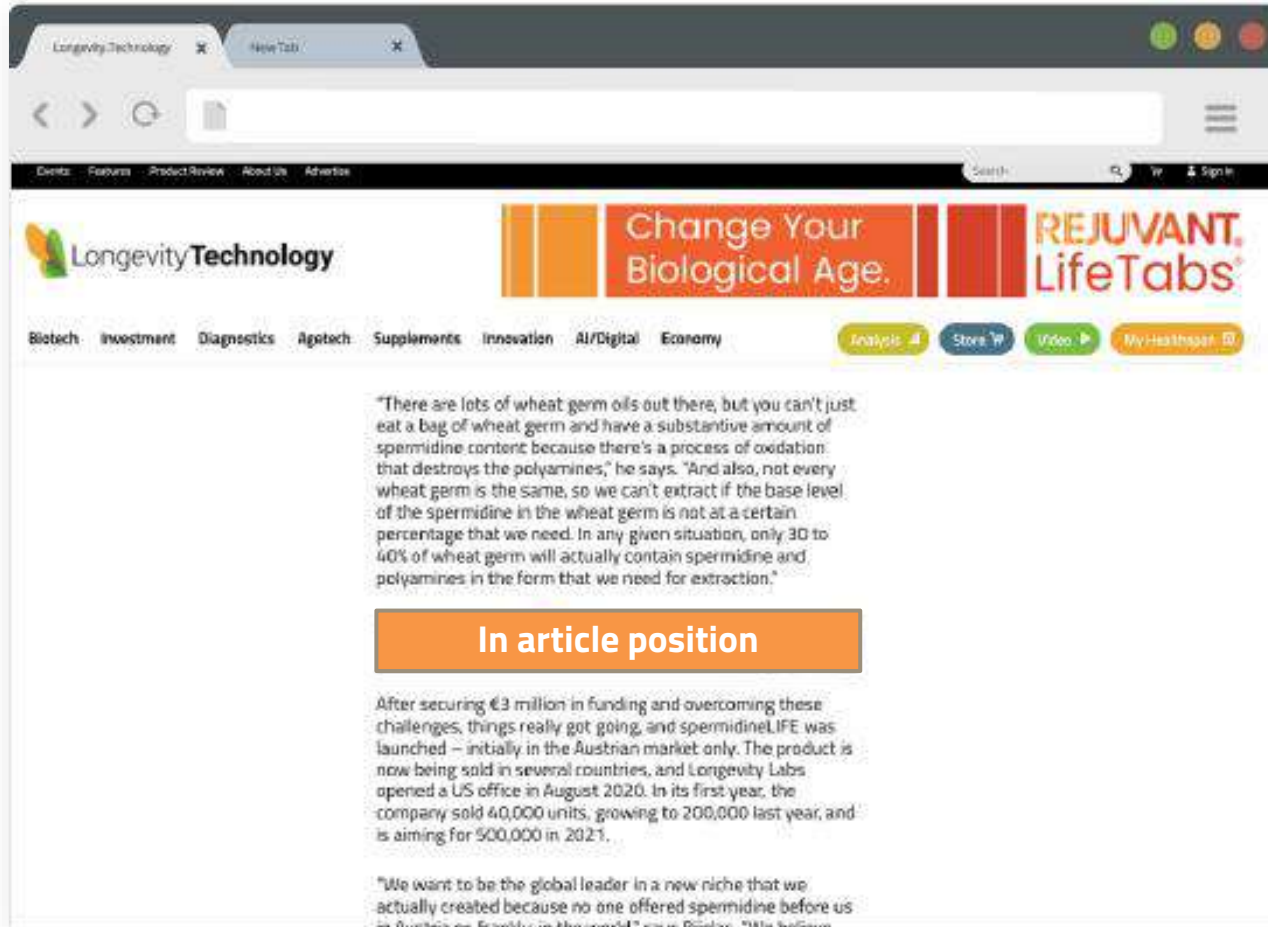 Longevity.Technology
New Tab
Events Features Product Review About Us Advertise
Search
Sign In
LongevityTechnology
Change Your
Biological Age.
REJUVANT.
LifeTabs®
Biotech Investment Diagnostics Agetech Supplements Innovation AI/Digital Economy
Analysis Store Video My Healthspan
"There are lots of wheat germ oils out there, but you can't just
eat a bag of wheat germ and have a substantive amount of
spermidine content because there's a process of oxidation
that destroys the polyamines," he says. "And also, not every
wheat germ is the same, so we can't extract if the base level
of the spermidine in the wheat germ is not at a certain
percentage that we need. In any given situation, only 30 to
40% of wheat germ will actually contain spermidine and
polyamines in the form that we need for extraction."
In article position
After securing €3 million in funding and overcoming these
challenges, things really got going, and spermidineLIFE was
launched – initially in the Austrian market only. The product is
now being sold in several countries, and Longevity Labs
opened a US office in August 2020. In its first year, the
company sold 40,000 units, growing to 200,000 last year, and
is aiming for 500,000 in 2021.
"We want to be the global leader in a new niche that we
actually created because no one offered spermidine before us
in Austria or, frankly, in the world," says "We believe